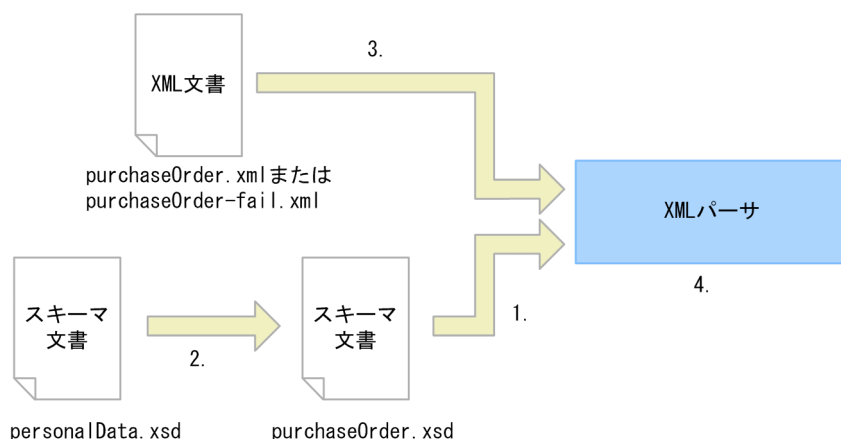 3.
XML文書
purchaseOrder.xmlまたは
purchaseOrder-fail.xml
XMLパーサ
4.
スキーマ
文書
2.
スキーマ
文書
1.
personalData.xsd
purchaseOrder.xsd